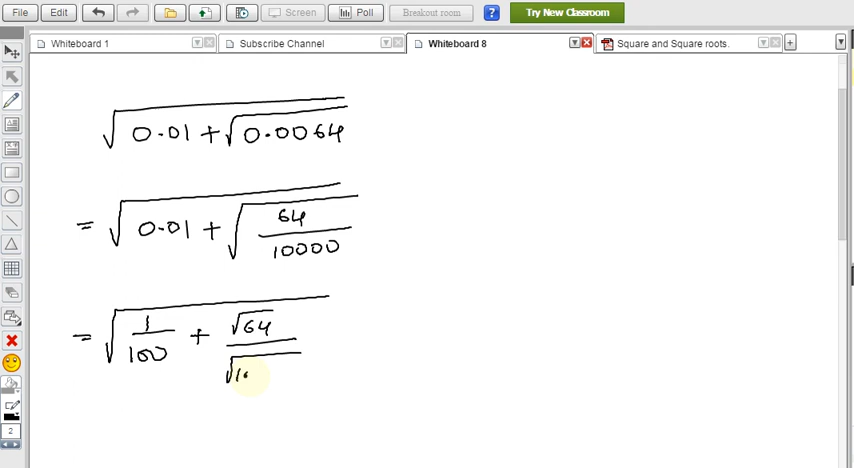 File Edit Screen Poll Breakout room ? Try New Classroom
Whiteboard 1 Subscribe Channel Whiteboard 8 Square and Square roots. +
√(0.01 + √0.0064)
= √(0.01 + √(64/10000))
= √(1/100 + √64/√1
2